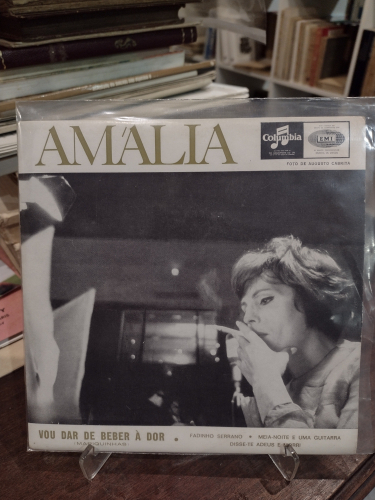 AMÁLIA
Columbia
EMI
FOTO DE AUGUSTO CABRITA
VOU DAR DE BEBER À DOR •
(MARIQUINHAS)
FADINHO SERRANO • MEIA-NOITE E UMA GUITARRA
DISSE-TE ADEUS E